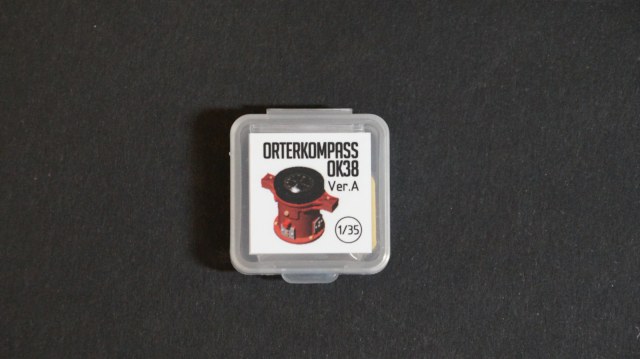 ORTERKOMPASS
OK38
Ver.A
1/35